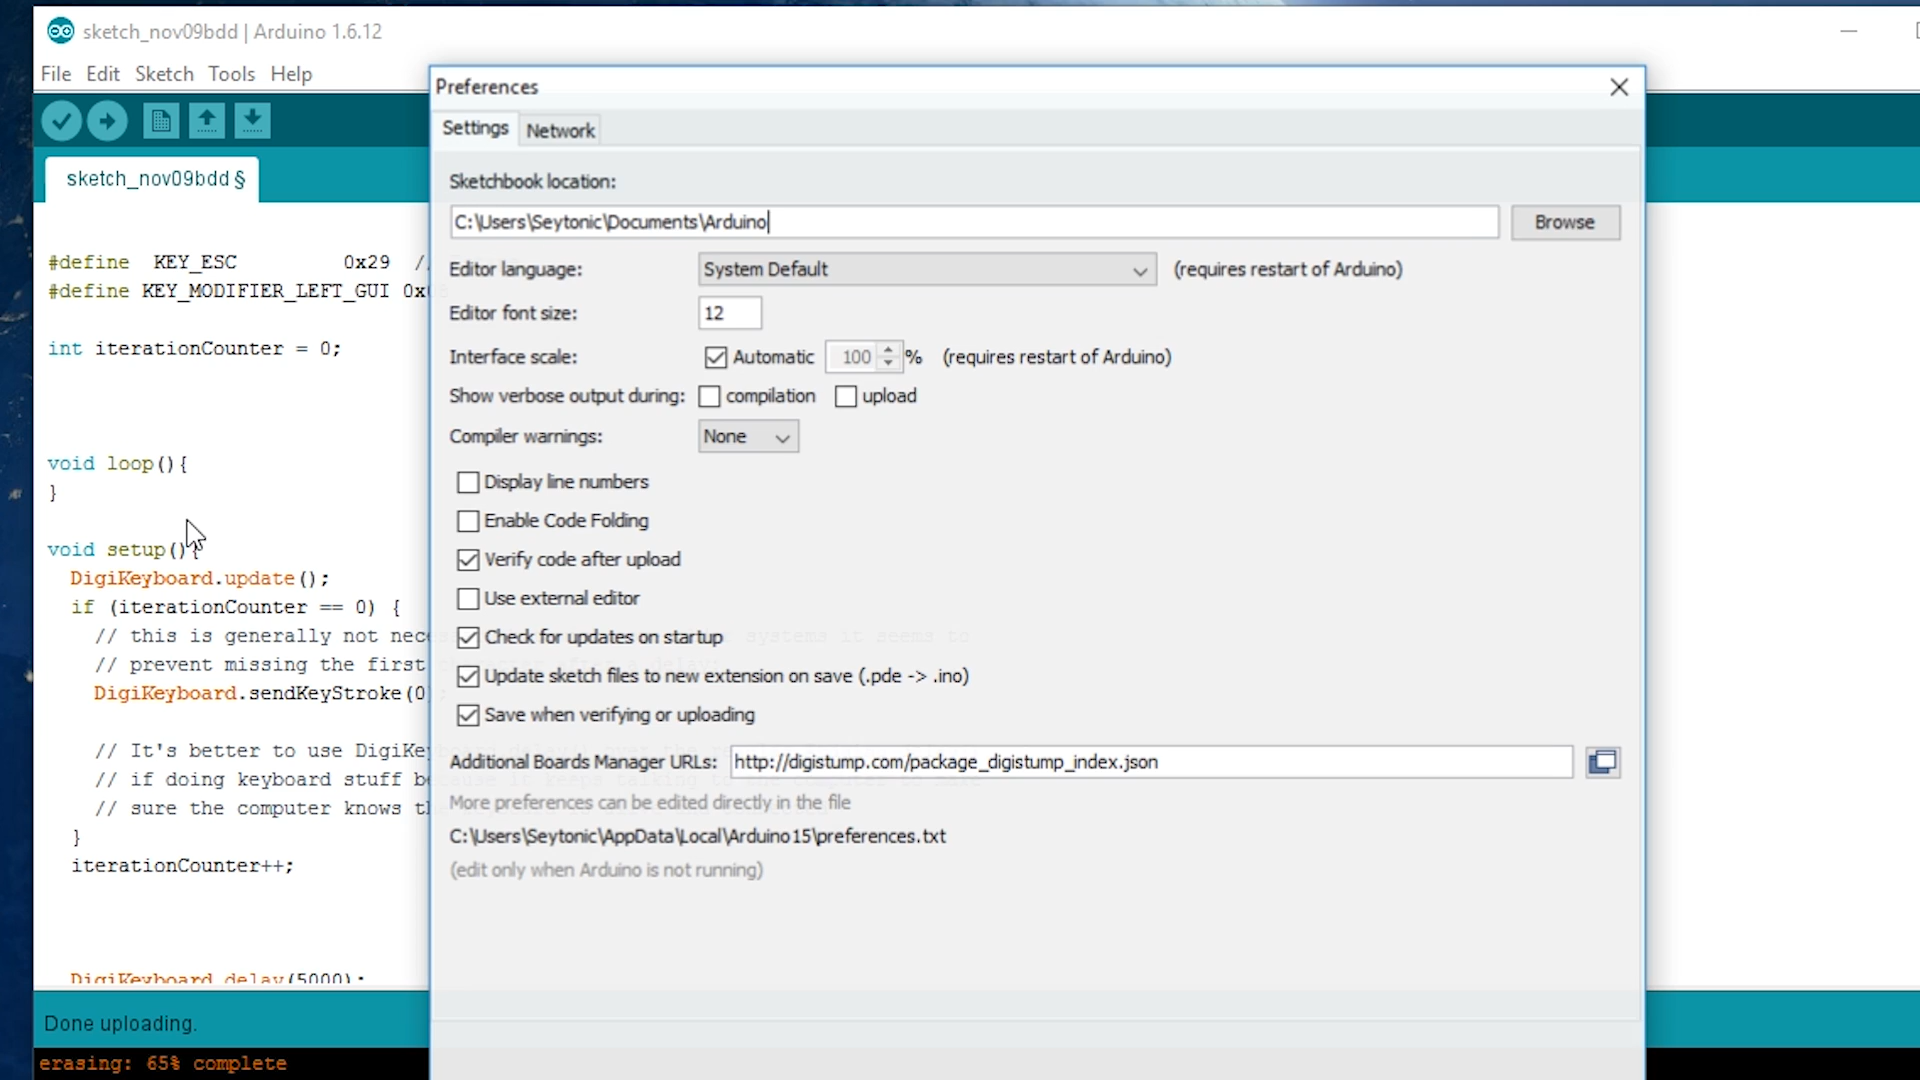 sketch_nov09bdd | Arduino 1.6.12
File Edit Sketch Tools Help
Preferences
Settings Network
sketch_nov09bdd §
Sketchbook location:
C:\Users\Seytonic\Documents\Arduino
Browse
Editor language: System Default (requires restart of Arduino)
Editor font size: 12
Interface scale: Automatic 100 % (requires restart of Arduino)
Show verbose output during: compilation upload
Compiler warnings: None
Display line numbers
Enable Code Folding
Verify code after upload
Use external editor
Check for updates on startup
Update sketch files to new extension on save (.pde -> .ino)
Save when verifying or uploading
Additional Boards Manager URLs: http://digistump.com/package_digistump_index.json
More preferences can be edited directly in the file
C:\Users\Seytonic\AppData\Local\Arduino15\preferences.txt
(edit only when Arduino is not running)
#define KEY_ESC 0x29 //
#define KEY_MODIFIER_LEFT_GUI 0x
int iterationCounter = 0;
void loop(){
}
void setup(){
DigiKeyboard.update();
if (iterationCounter == 0) {
// this is generally not systems it seems to
// prevent missing the first
DigiKeyboard.sendKeyStroke(0
// It's better to use
// if doing keyboard stuff
// sure the computer knows
}
iterationCounter++;
DigiKeyboard.delay(5000);
Done uploading.
erasing: 65% complete